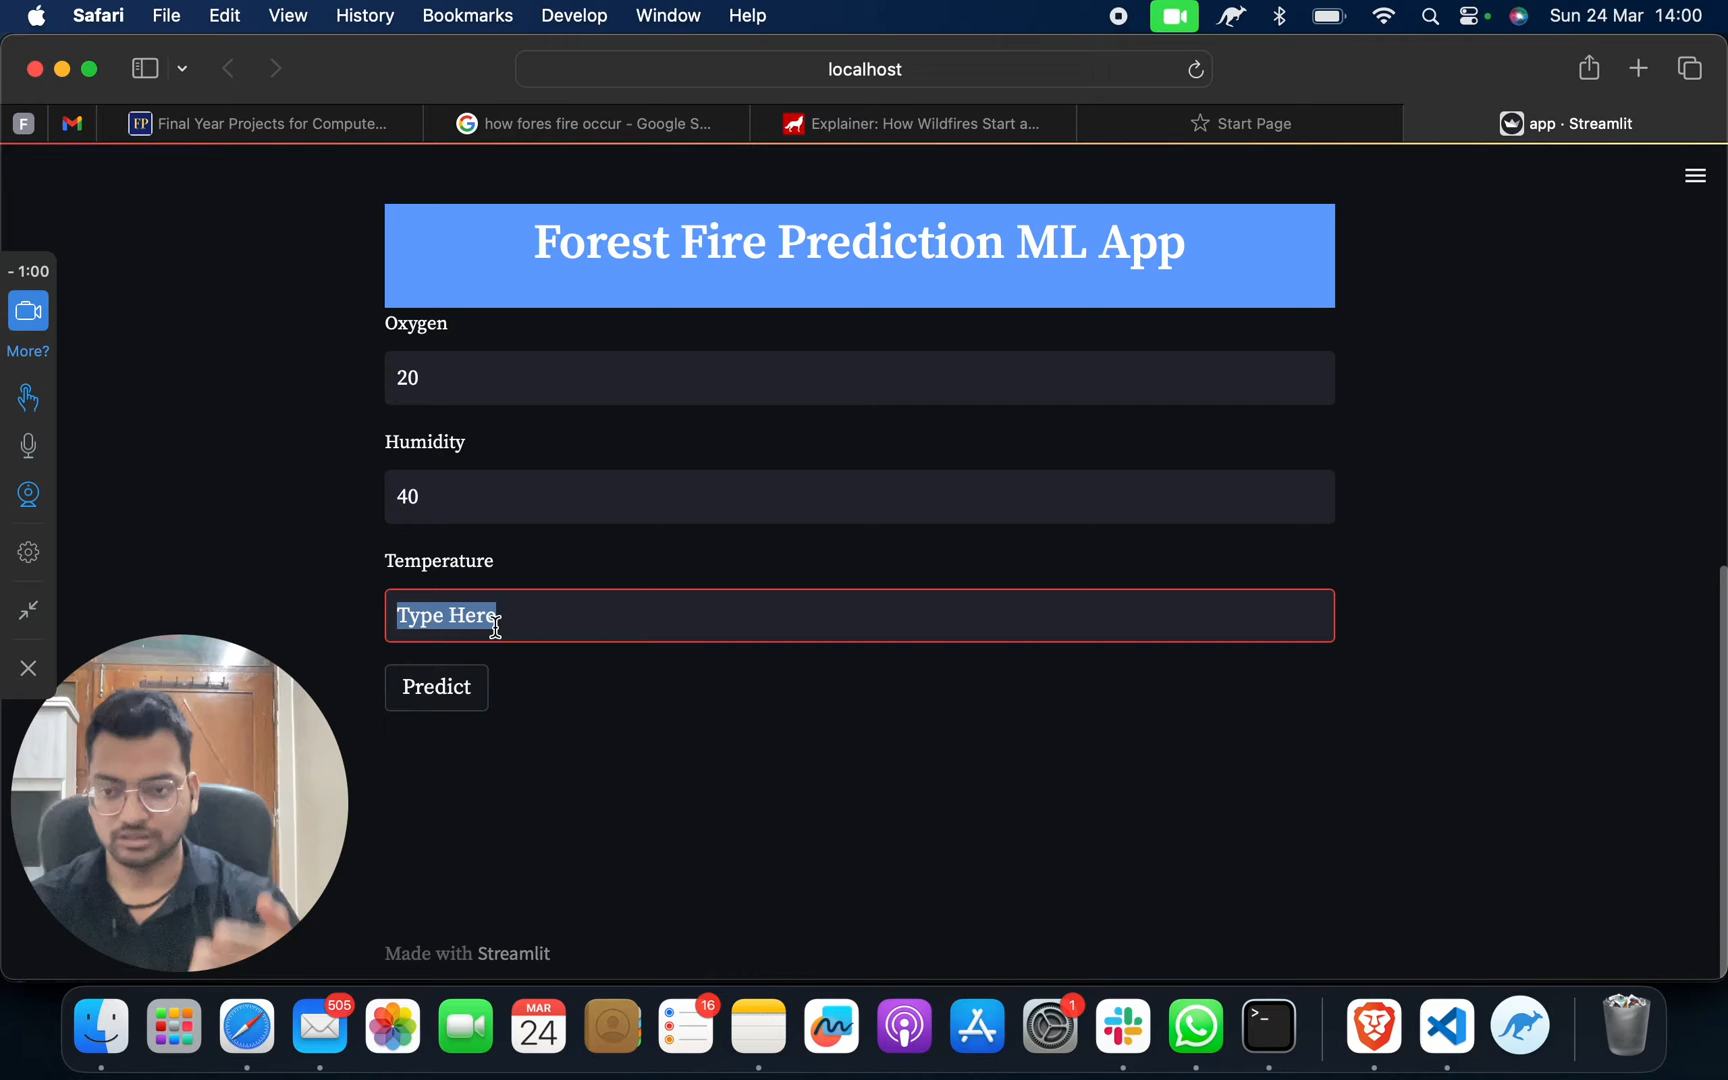 Safari File Edit View History Bookmarks Develop Window Help Sun 24 Mar 14:00
localhost
F FP Final Year Projects for Compute... how fores fire occur - Google S... Explainer: How Wildfires Start a... Start Page app · Streamlit
Forest Fire Prediction ML App
- 1:00
More?
Oxygen
20
Humidity
40
Temperature
Type Here
Predict
Made with Streamlit
505
MAR
24
16
1
>_